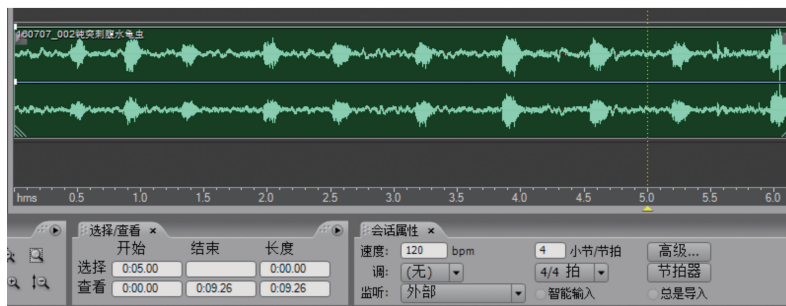 160707_002钝突刺腹水龟虫
hms 0.5 1.0 1.5 2.0 2.5 3.0 3.5 4.0 4.5 5.0 5.5 6.0
选择/查看 ×
开始 结束 长度
选择 0:05.00 0:00.00
查看 0:00.00 0:09.26 0:09.26
会话属性 ×
速度: 120 bpm 4 小节/节拍 高级...
调: (无) 4/4 拍 节拍器
监听: 外部 智能输入 总是导入